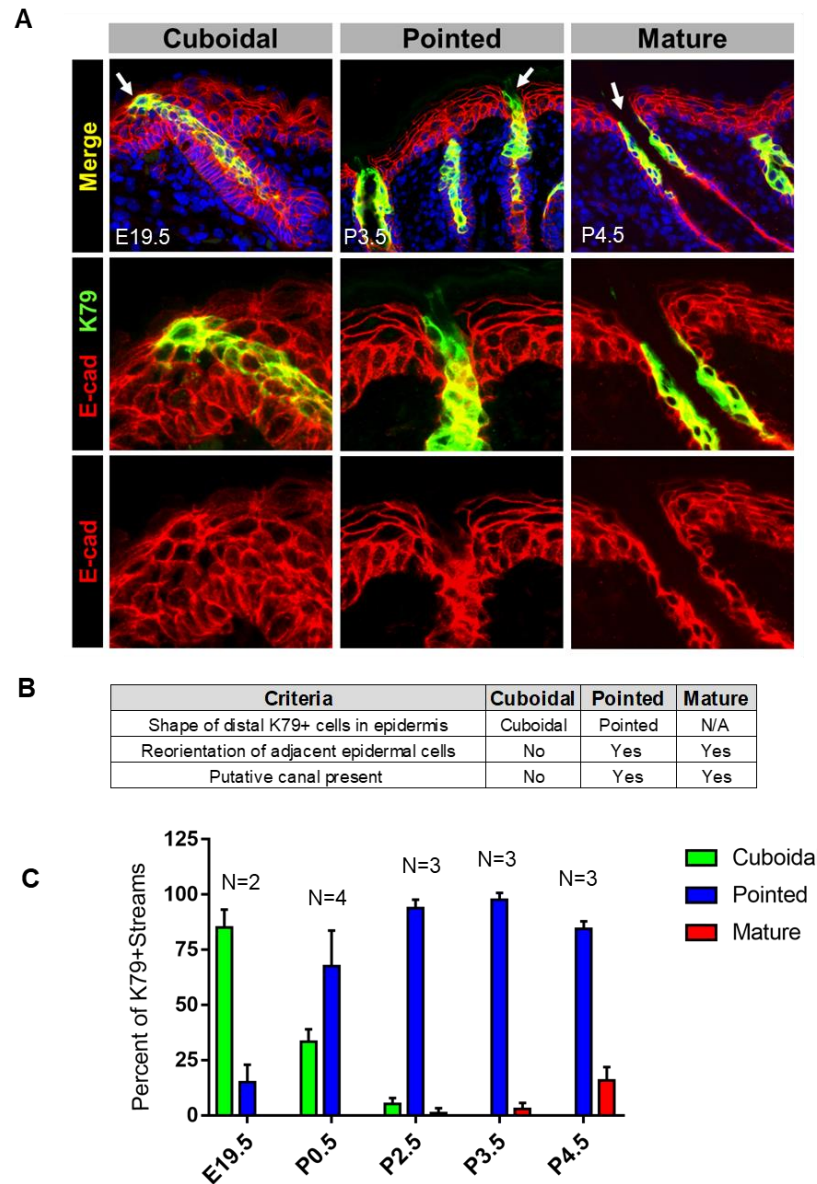 A
Cuboidal Pointed Mature
Merge
E19.5 P3.5 P4.5
E-cad K79
E-cad
B
Criteria Cuboidal Pointed Mature
Shape of distal K79+ cells in epidermis Cuboidal Pointed N/A
Reorientation of adjacent epidermal cells No Yes Yes
Putative canal present No Yes Yes
C
Percent of K79+Streams
125
100
75
50
25
0
N=2 N=4 N=3 N=3 N=3
E19.5 P0.5 P2.5 P3.5 P4.5
Cuboida
Pointed
Mature